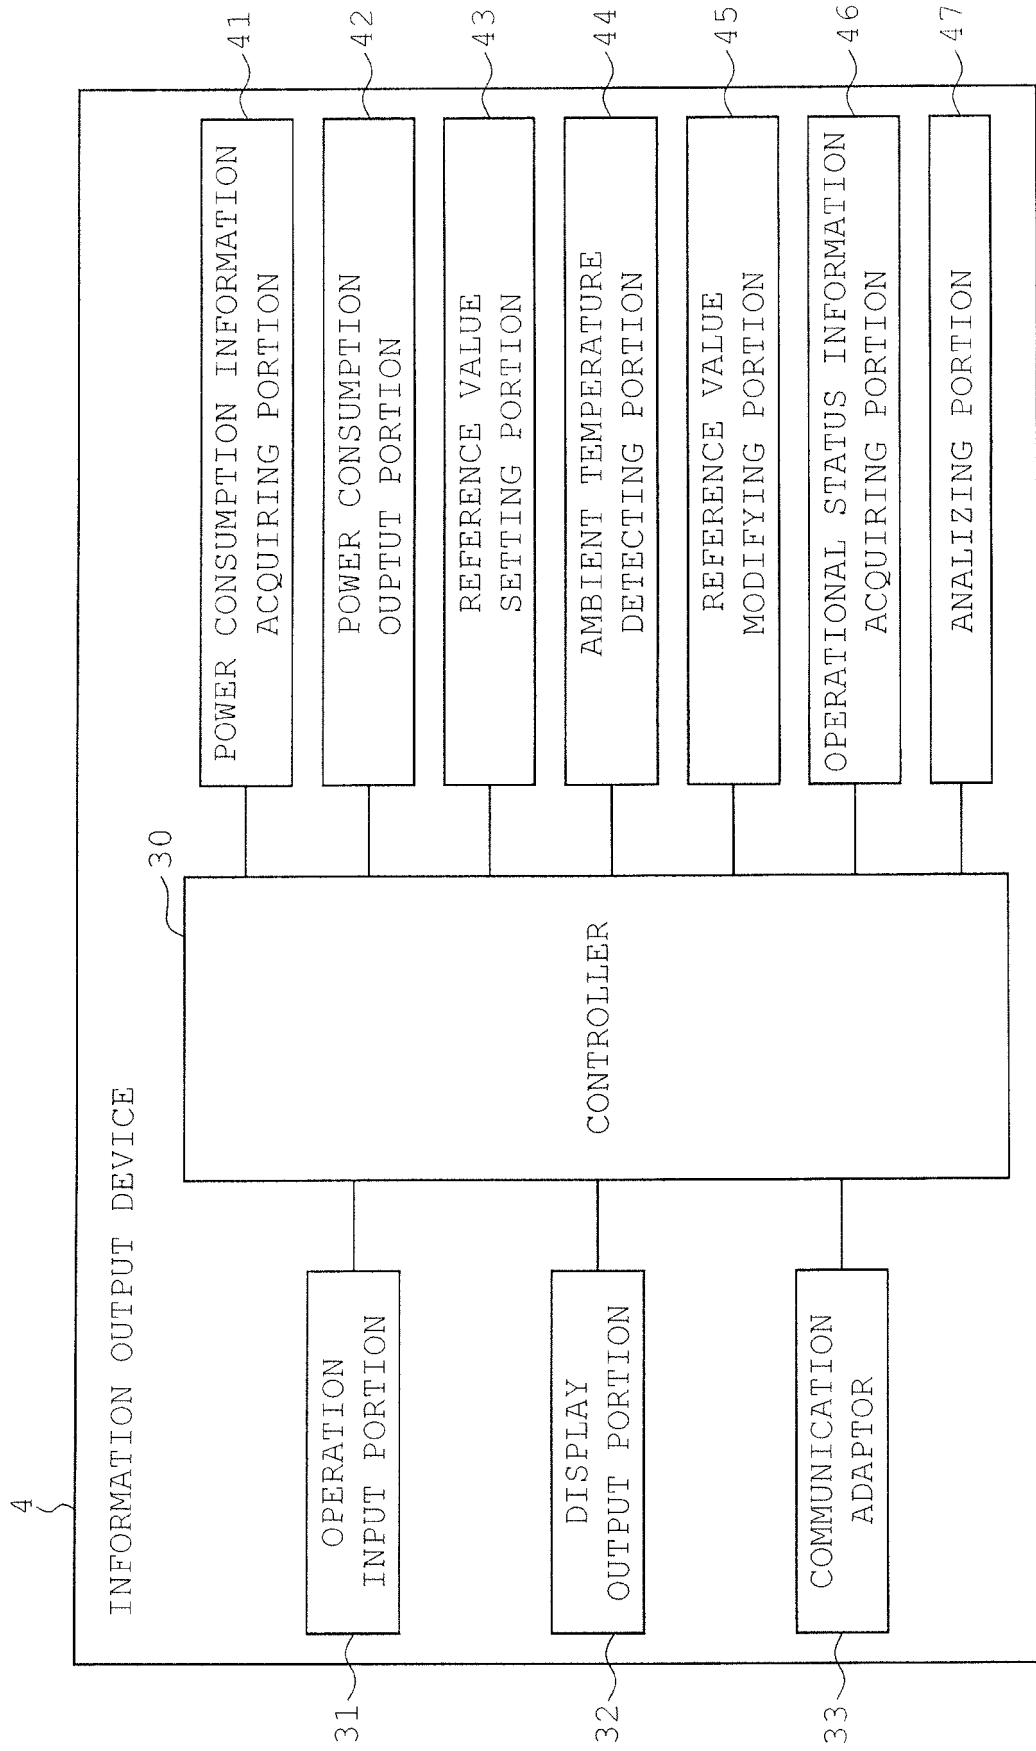 4
INFORMATION OUTPUT DEVICE
30
CONTROLLER
31
OPERATION
INPUT PORTION
32
DISPLAY
OUTPUT PORTION
33
COMMUNICATION
ADAPTOR
POWER CONSUMPTION INFORMATION
ACQUIRING PORTION
41
POWER CONSUMPTION
OUPTUT PORTION
42
REFERENCE VALUE
SETTING PORTION
43
AMBIENT TEMPERATURE
DETECTING PORTION
44
REFERENCE VALUE
MODIFYING PORTION
45
OPERATIONAL STATUS INFORMATION
ACQUIRING PORTION
46
ANALIZING PORTION
47